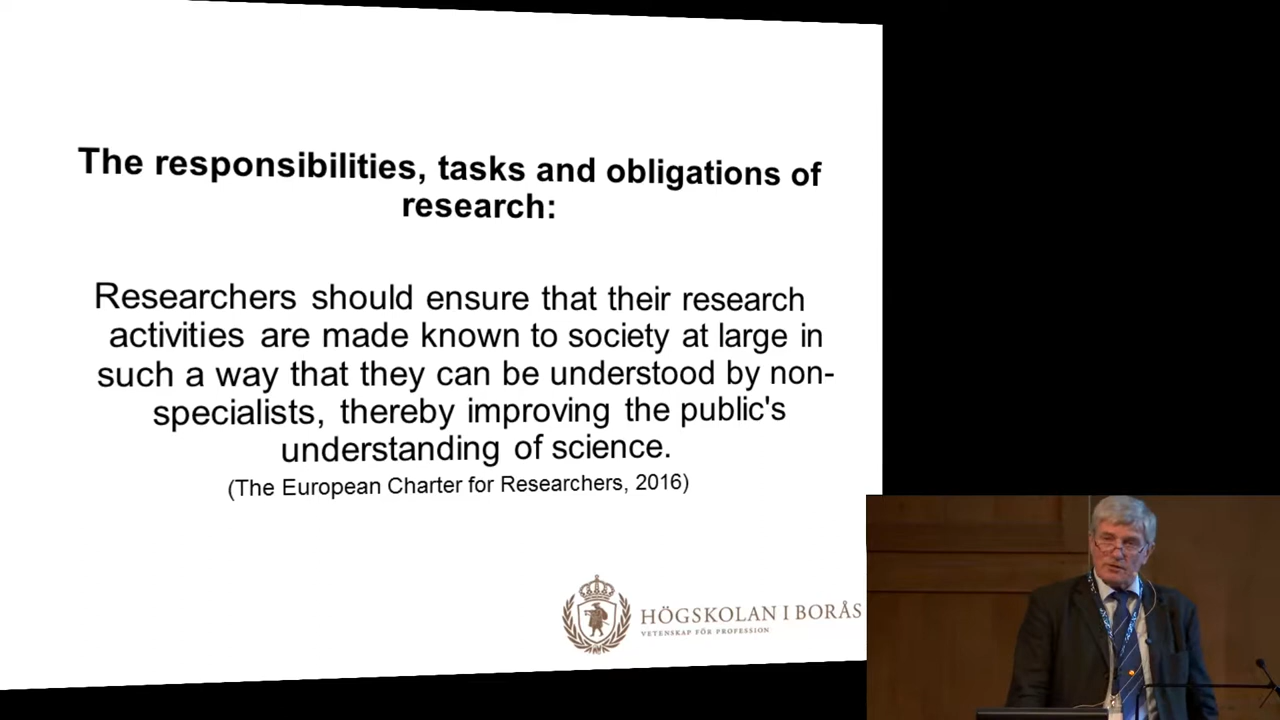 The responsibilities, tasks and obligations of
research:
Researchers should ensure that their research
activities are made known to society at large in
such a way that they can be understood by non-
specialists, thereby improving the public's
understanding of science.
(The European Charter for Researchers, 2016)
HÖGSKOLAN I BORÅS
VETENSKAP FÖR PROFESSION